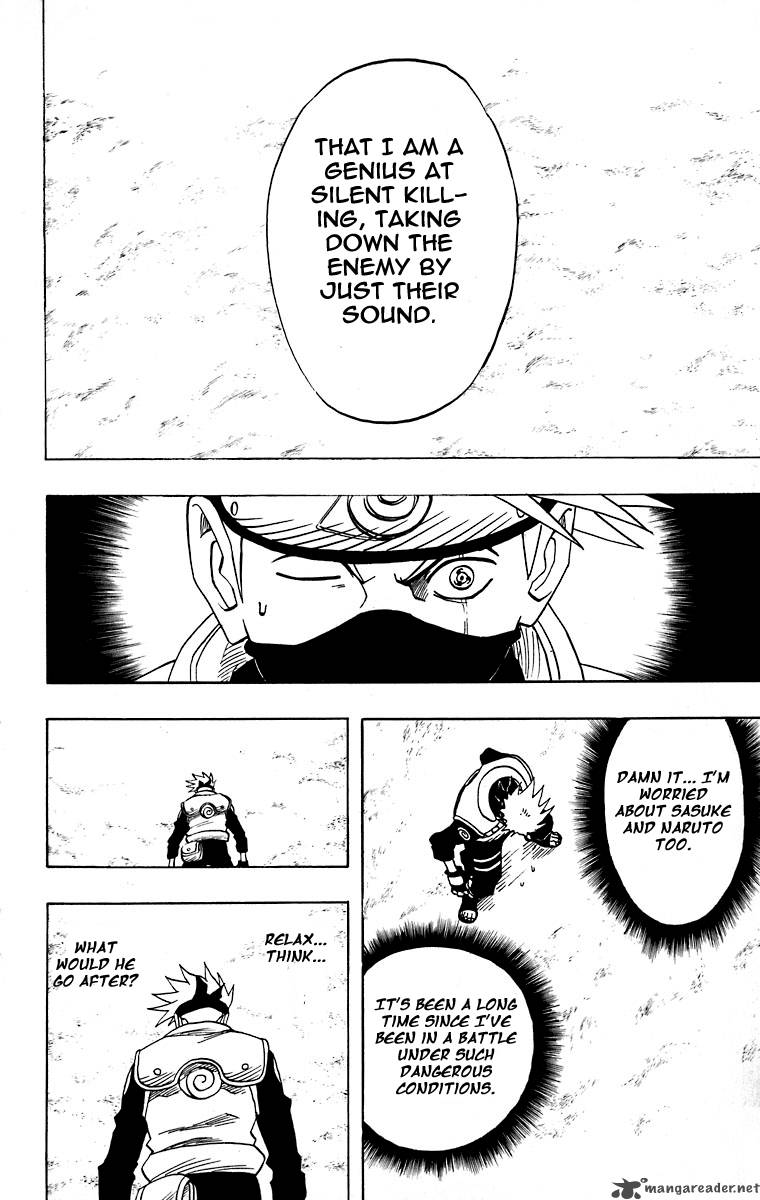 THAT I AM A
GENIUS AT
SILENT KILL-
ING, TAKING
DOWN THE
ENEMY BY
JUST THEIR
SOUND.
DAMN IT... I'M
WORRIED
ABOUT SASUKE
AND NARUTO
TOO.
IT'S BEEN A LONG
TIME SINCE I'VE
BEEN IN A BATTLE
UNDER SUCH
DANGEROUS
CONDITIONS.
RELAX...
THINK...
WHAT
WOULD HE
GO AFTER?
mangareader.net